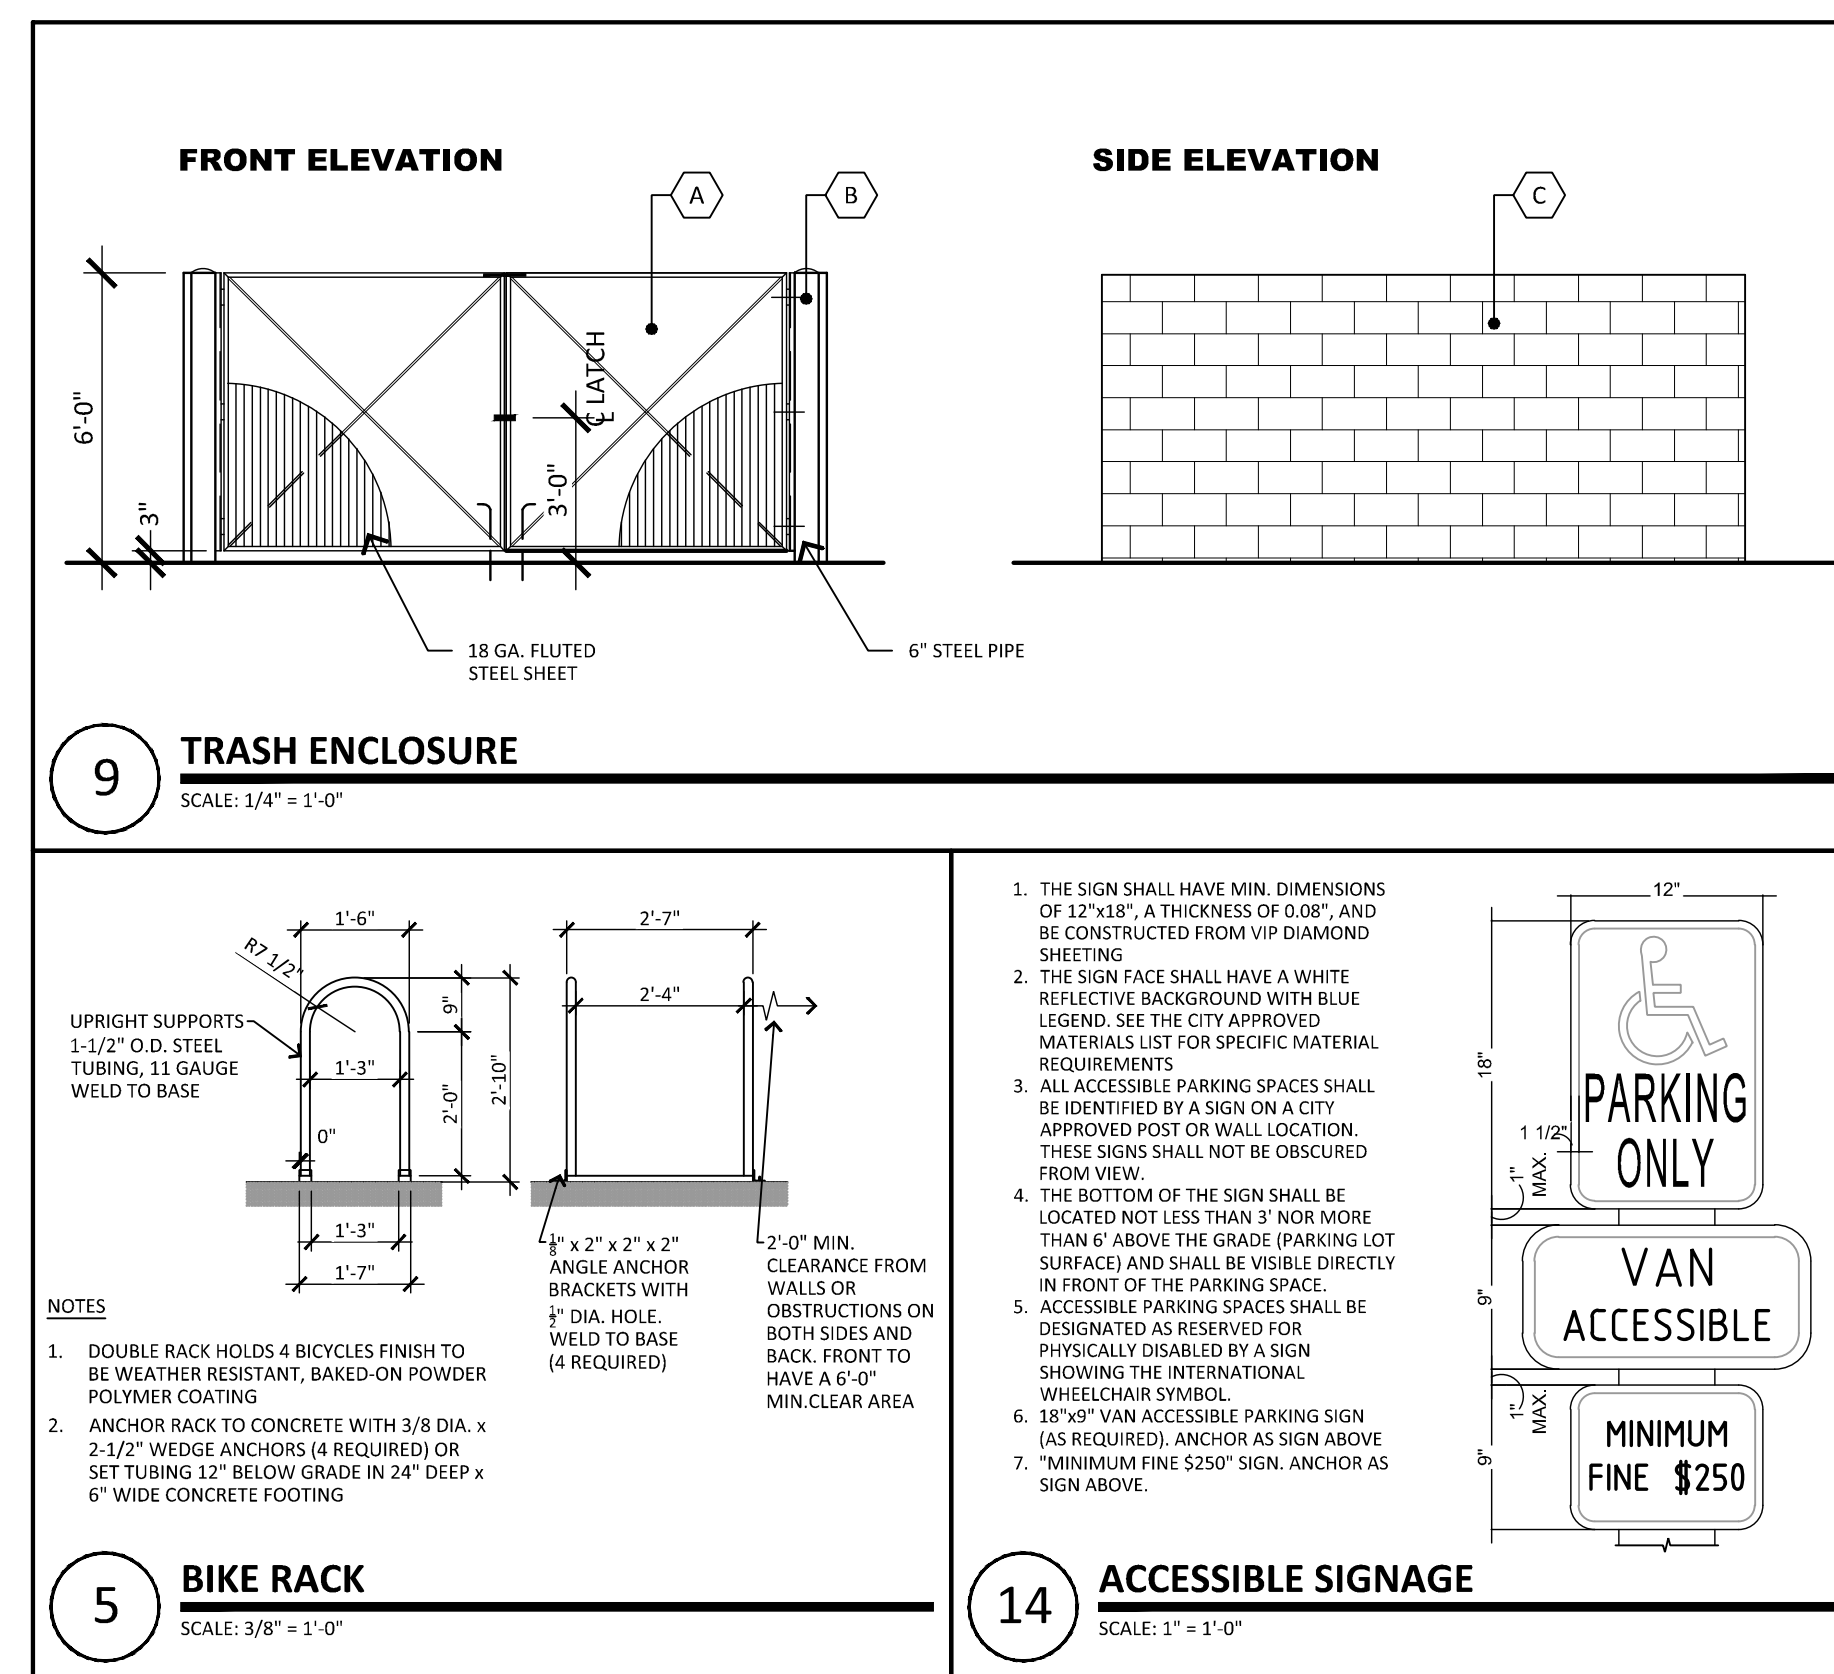 FRONT ELEVATION
SIDE ELEVATION
A
B
C
6'-0"
3"
℄ LATCH
3'-0"
18 GA. FLUTED
STEEL SHEET
6" STEEL PIPE
9
TRASH ENCLOSURE
SCALE: 1/4" = 1'-0"
1'-6"
R7 1/2"
9"
UPRIGHT SUPPORTS
1-1/2" O.D. STEEL
TUBING, 11 GAUGE
WELD TO BASE
1'-3"
2'-0"
2'-10"
0"
1'-3"
1'-7"
2'-7"
2'-4"
1/8" x 2" x 2" x 2"
ANGLE ANCHOR
BRACKETS WITH
1/2" DIA. HOLE.
WELD TO BASE
(4 REQUIRED)
2'-0" MIN.
CLEARANCE FROM
WALLS OR
OBSTRUCTIONS ON
BOTH SIDES AND
BACK. FRONT TO
HAVE A 6'-0"
MIN.CLEAR AREA
NOTES
1. DOUBLE RACK HOLDS 4 BICYCLES FINISH TO
BE WEATHER RESISTANT, BAKED-ON POWDER
POLYMER COATING
2. ANCHOR RACK TO CONCRETE WITH 3/8 DIA. x
2-1/2" WEDGE ANCHORS (4 REQUIRED) OR
SET TUBING 12" BELOW GRADE IN 24" DEEP x
6" WIDE CONCRETE FOOTING
5
BIKE RACK
SCALE: 3/8" = 1'-0"
1. THE SIGN SHALL HAVE MIN. DIMENSIONS
OF 12"x18", A THICKNESS OF 0.08", AND
BE CONSTRUCTED FROM VIP DIAMOND
SHEETING
2. THE SIGN FACE SHALL HAVE A WHITE
REFLECTIVE BACKGROUND WITH BLUE
LEGEND. SEE THE CITY APPROVED
MATERIALS LIST FOR SPECIFIC MATERIAL
REQUIREMENTS
3. ALL ACCESSIBLE PARKING SPACES SHALL
BE IDENTIFIED BY A SIGN ON A CITY
APPROVED POST OR WALL LOCATION.
THESE SIGNS SHALL NOT BE OBSCURED
FROM VIEW.
4. THE BOTTOM OF THE SIGN SHALL BE
LOCATED NOT LESS THAN 3' NOR MORE
THAN 6' ABOVE THE GRADE (PARKING LOT
SURFACE) AND SHALL BE VISIBLE DIRECTLY
IN FRONT OF THE PARKING SPACE.
5. ACCESSIBLE PARKING SPACES SHALL BE
DESIGNATED AS RESERVED FOR
PHYSICALLY DISABLED BY A SIGN
SHOWING THE INTERNATIONAL
WHEELCHAIR SYMBOL.
6. 18"x9" VAN ACCESSIBLE PARKING SIGN
(AS REQUIRED). ANCHOR AS SIGN ABOVE
7. "MINIMUM FINE $250" SIGN. ANCHOR AS
SIGN ABOVE.
12"
18"
1 1/2"
1"
MAX.
9"
1"
MAX.
9"
PARKING
ONLY
VAN
ACCESSIBLE
MINIMUM
FINE $250
14
ACCESSIBLE SIGNAGE
SCALE: 1" = 1'-0"